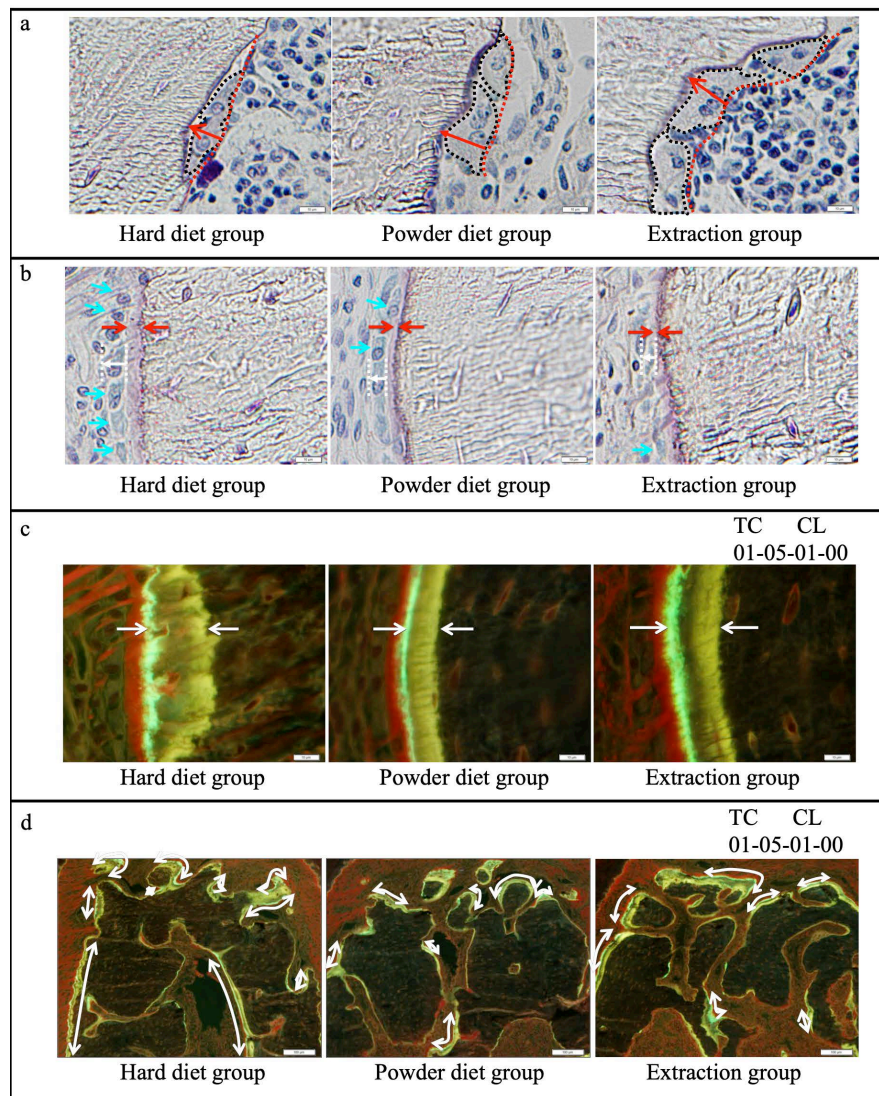 a
Hard diet group Powder diet group Extraction group
b
Hard diet group Powder diet group Extraction group
c
TC CL
01-05-01-00
Hard diet group Powder diet group Extraction group
d
TC CL
01-05-01-00
Hard diet group Powder diet group Extraction group